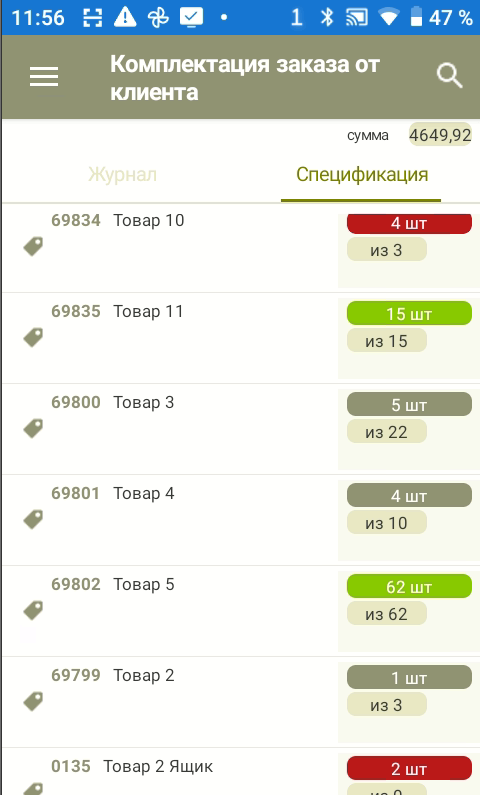 11:56 1 47 %
Комплектация заказа от
клиента
сумма 4649,92
Журнал Спецификация
69834 Товар 10 4 шт
из 3
69835 Товар 11 15 шт
из 15
69800 Товар 3 5 шт
из 22
69801 Товар 4 4 шт
из 10
69802 Товар 5 62 шт
из 62
69799 Товар 2 1 шт
из 3
0135 Товар 2 Ящик 2 шт
из 0